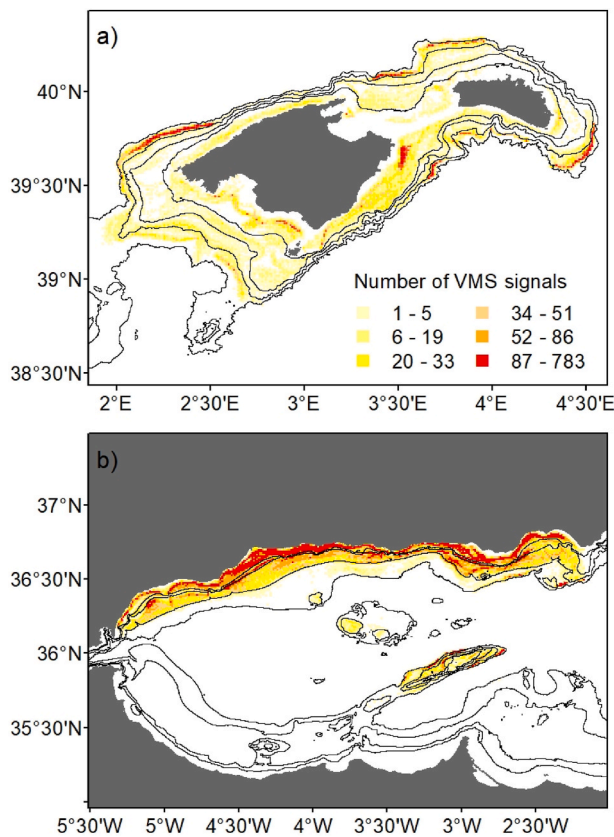 a)
40°N
39°30'N
39°N
38°30'N
Number of VMS signals
1 - 5 34 - 51
6 - 19 52 - 86
20 - 33 87 - 783
2°E 2°30'E 3°E 3°30'E 4°E 4°30'E
b)
37°N
36°30'N
36°N
35°30'N
5°30'W 5°W 4°30'W 4°W 3°30'W 3°W 2°30'W